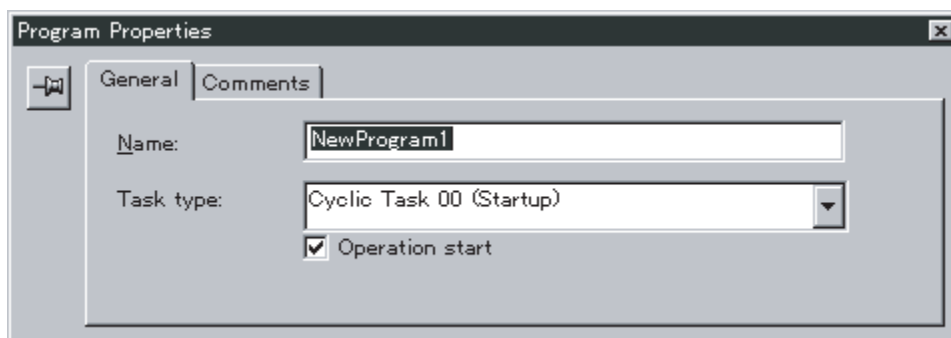 Program Properties
General Comments
Name: NewProgram1
Task type: Cyclic Task 00 (Startup)
Operation start